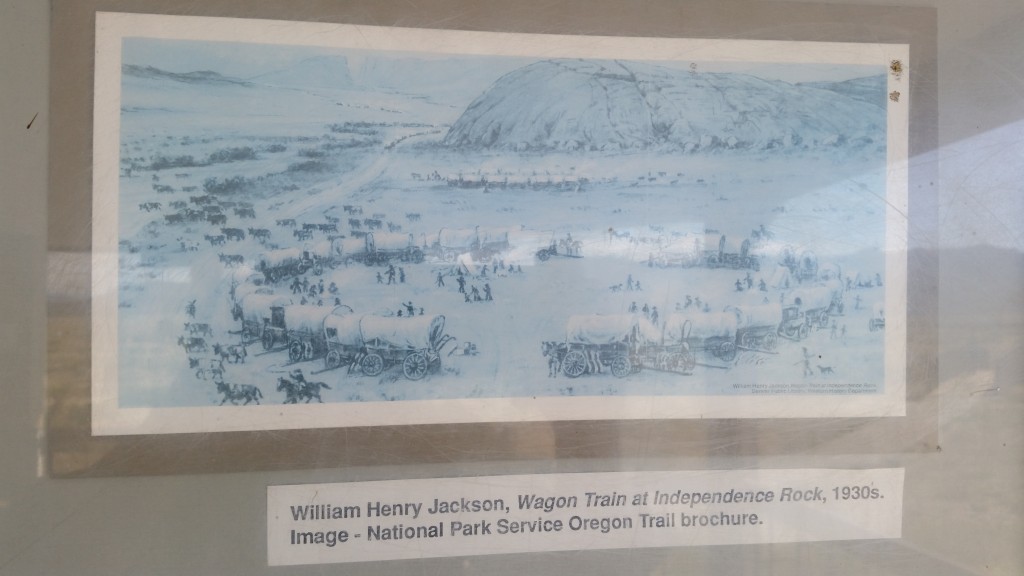 William Henry Jackson, Wagon Train at Independence Rock, 1930s.
Image - National Park Service Oregon Trail brochure.